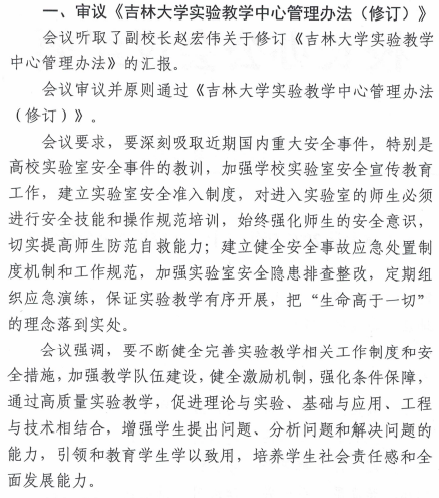 一、审议《吉林大学实验教学中心管理办法（修订）》
会议听取了副校长赵宏伟关于修订《吉林大学实验教学
中心管理办法》的汇报。
会议审议并原则通过《吉林大学实验教学中心管理办法
（修订）》。
会议要求，要深刻吸取近期国内重大安全事件，特别是
高校实验室安全事件的教训，加强学校实验室安全宣传教育
工作，建立实验室安全准入制度，对进入实验室的师生必须
进行安全技能和操作规范培训，始终强化师生的安全意识，
切实提高师生防范自救能力；建立健全安全事故应急处置制
度机制和工作规范，加强实验室安全隐患排查整改，定期组
织应急演练，保证实验教学有序开展，把“生命高于一切”
的理念落到实处。
会议强调，要不断健全完善实验教学相关工作制度和安
全措施，加强教学队伍建设，健全激励机制，强化条件保障，
通过高质量实验教学，促进理论与实验、基础与应用、工程
与技术相结合，增强学生提出问题、分析问题和解决问题的
能力，引领和教育学生学以致用，培养学生社会责任感和全
面发展能力。